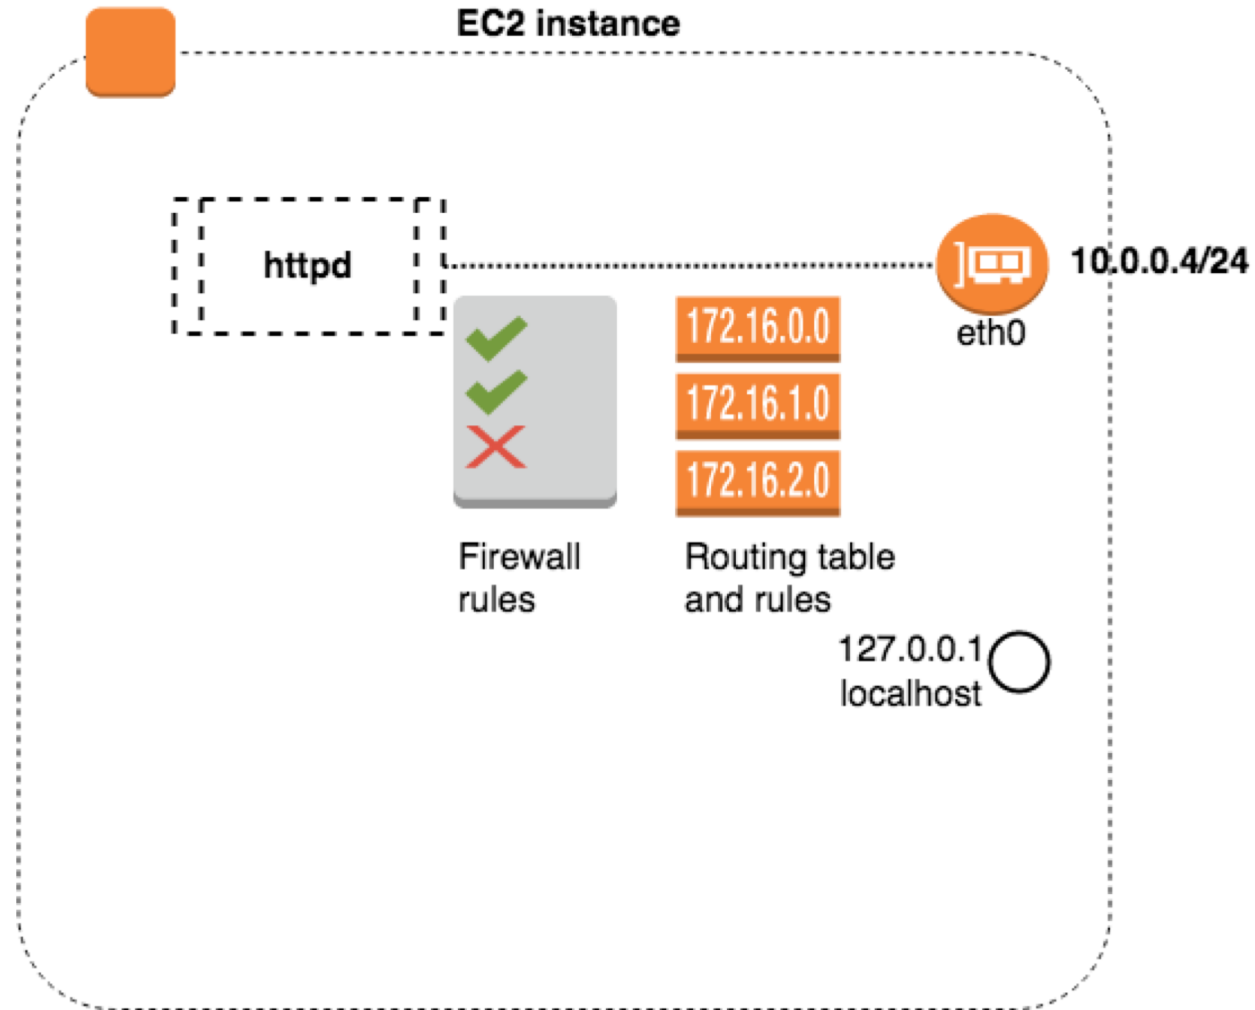 EC2 instance
httpd
10.0.0.4/24
eth0
172.16.0.0
172.16.1.0
172.16.2.0
Firewall
rules
Routing table
and rules
127.0.0.1
localhost